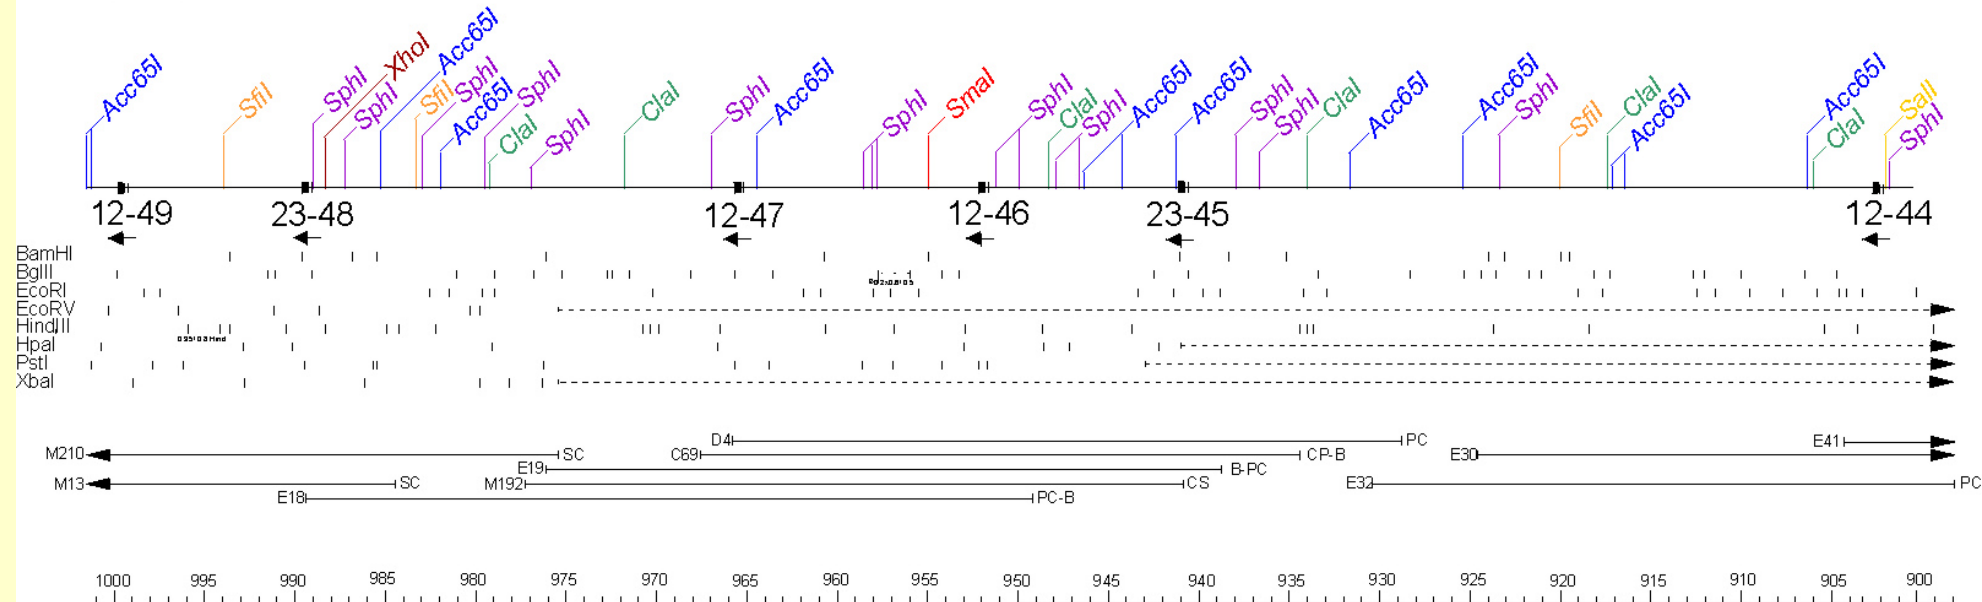 Acc65I SfiI SphI XhoI SphI Acc65I SfiI SphI Acc65I SphI ClaI SphI ClaI SphI Acc65I SphI SmaI SphI ClaI SphI Acc65I Acc65I SphI SphI ClaI Acc65I Acc65I SphI SfiI ClaI Acc65I Acc65I ClaI SalI SphI
12-49 23-48 12-47 12-46 23-45 12-44
BamHI
BglII
EcoRI
EcoRV
HindIII
HpaI
PstI
XbaI
D4 PC E41
M210 SC C69 CP-B E30
E19 B-PC
M13 SC M192 CS E32 PC
E18 PC-B
1000 995 990 985 980 975 970 965 960 955 950 945 940 935 930 925 920 915 910 905 900